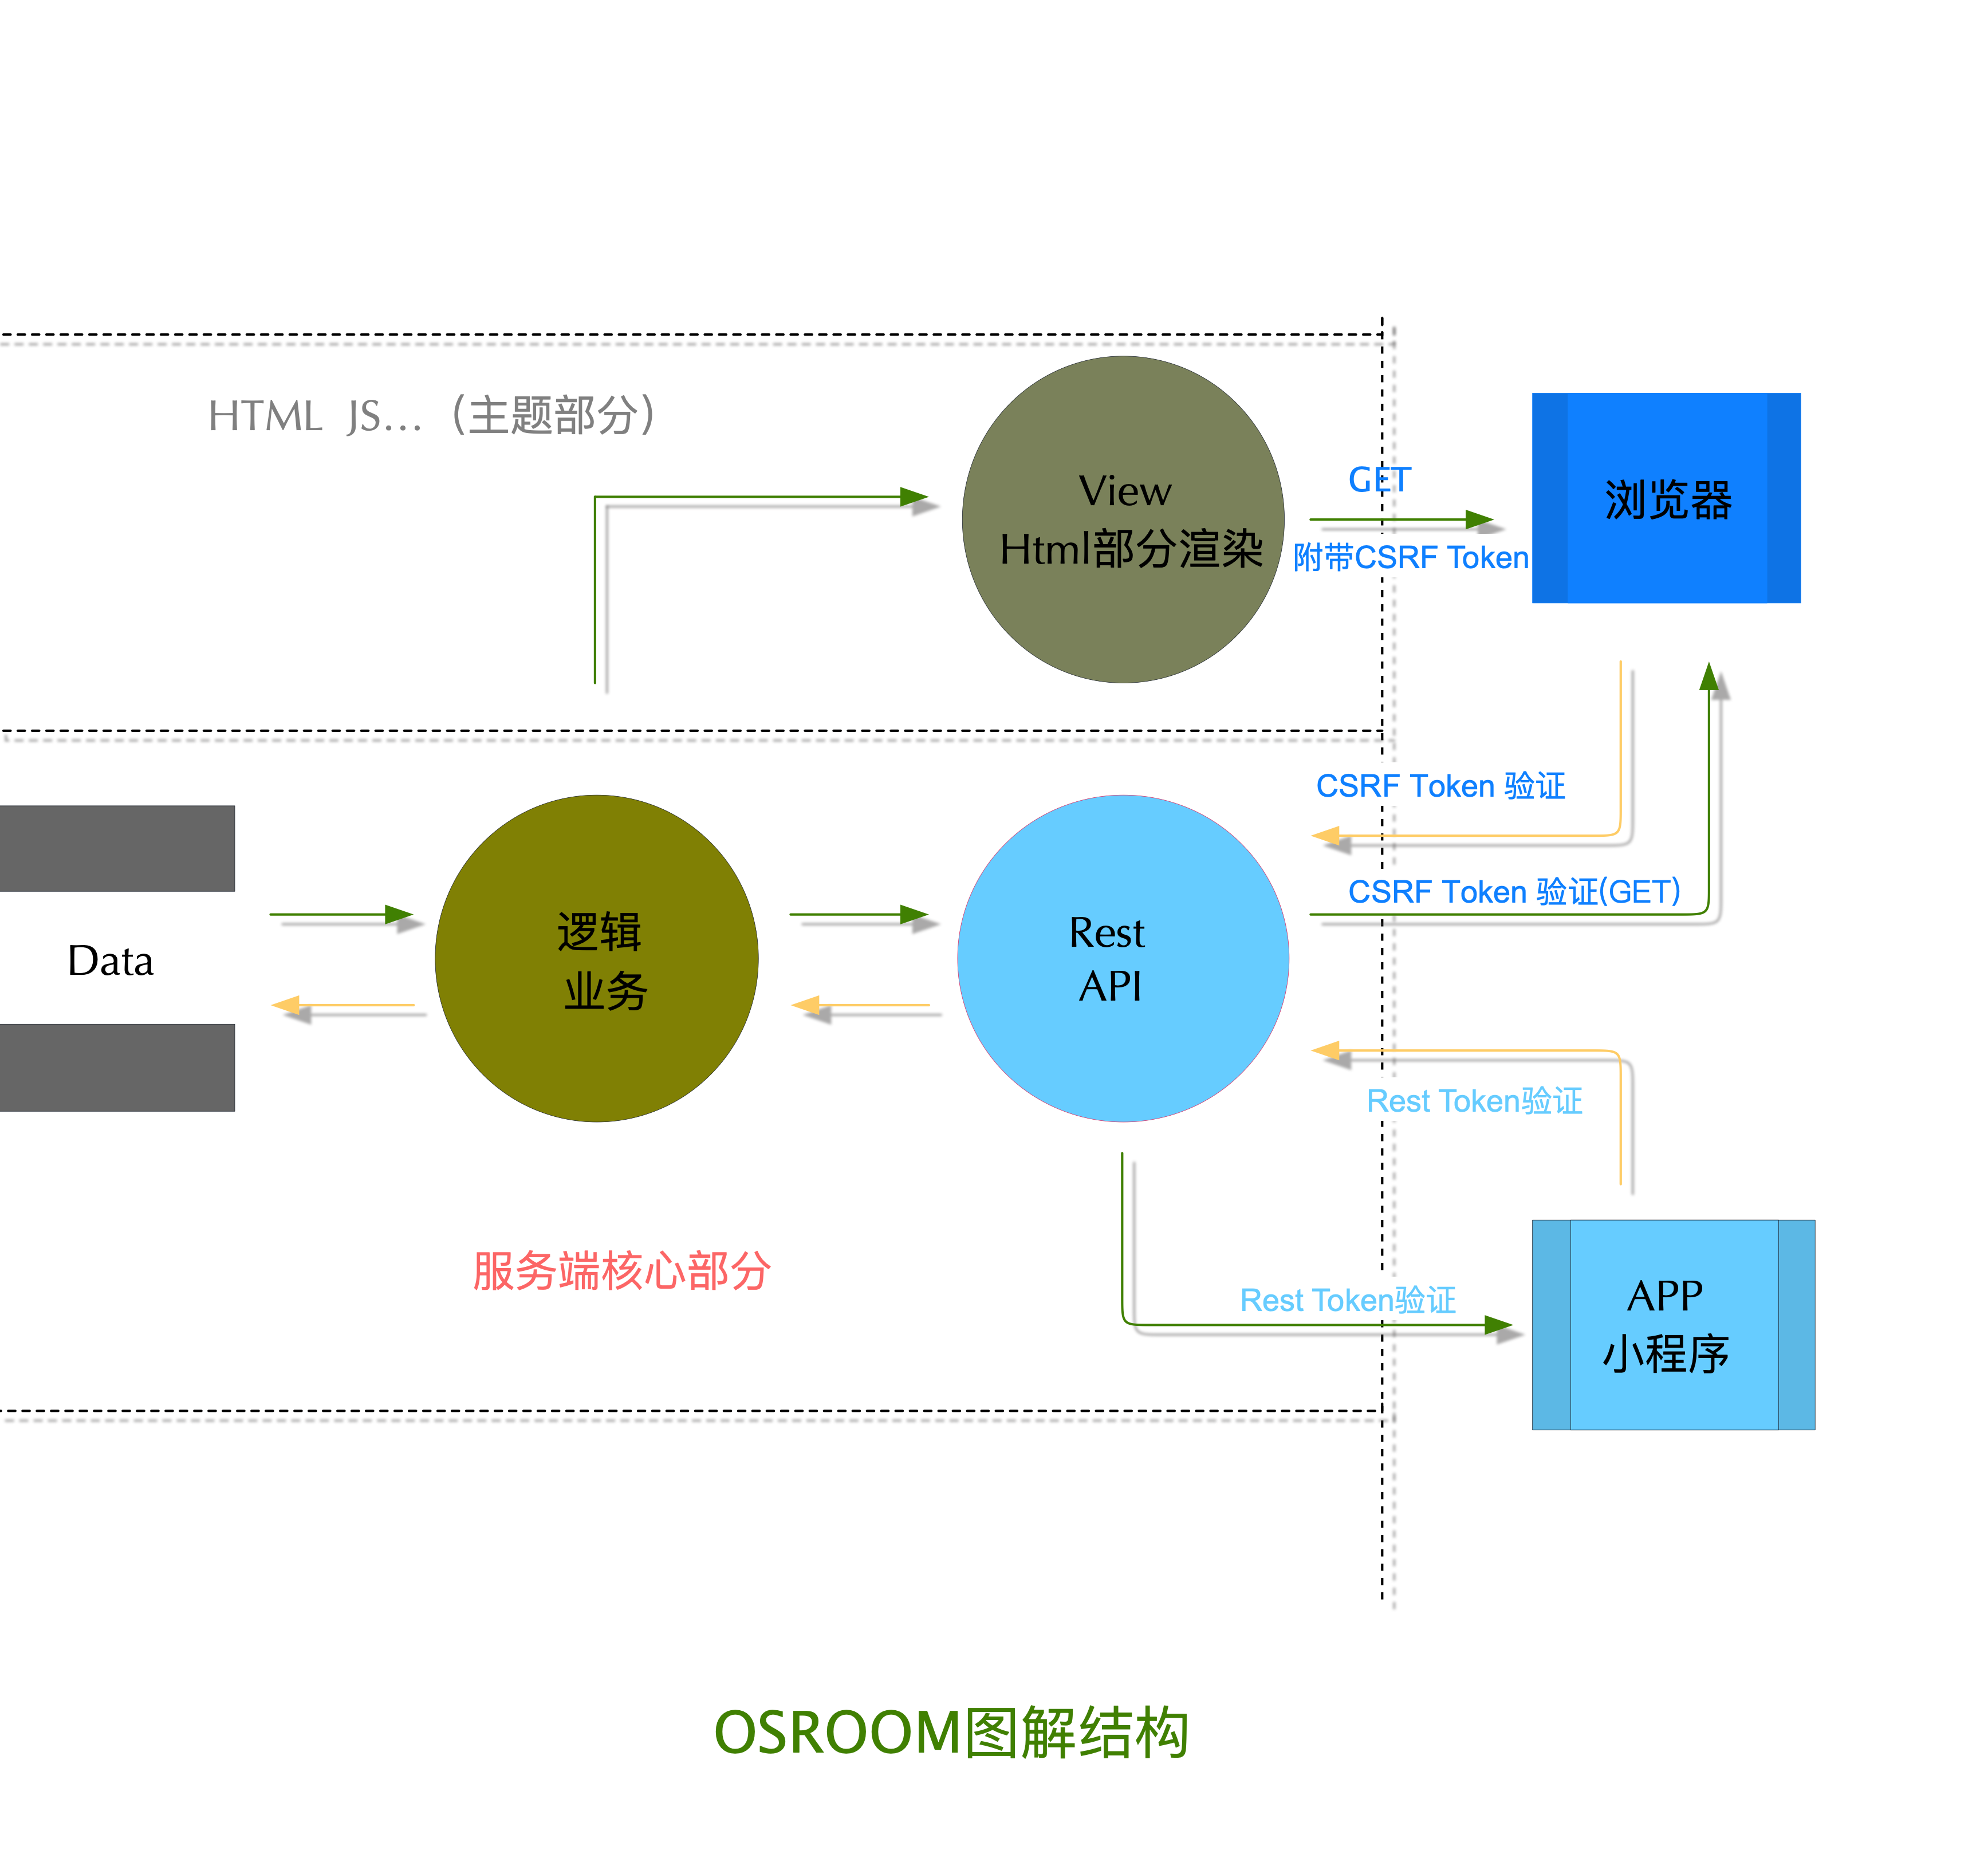 HTML Js...（主题部分）
View
Html部分渲染
GET
附带CSRF Token
浏览器
CSRF Token 验证
CSRF Token 验证(GET)
Data
逻辑
业务
Rest
API
Rest Token验证
服务端核心部分
Rest Token验证
APP
小程序
OSROOM图解结构